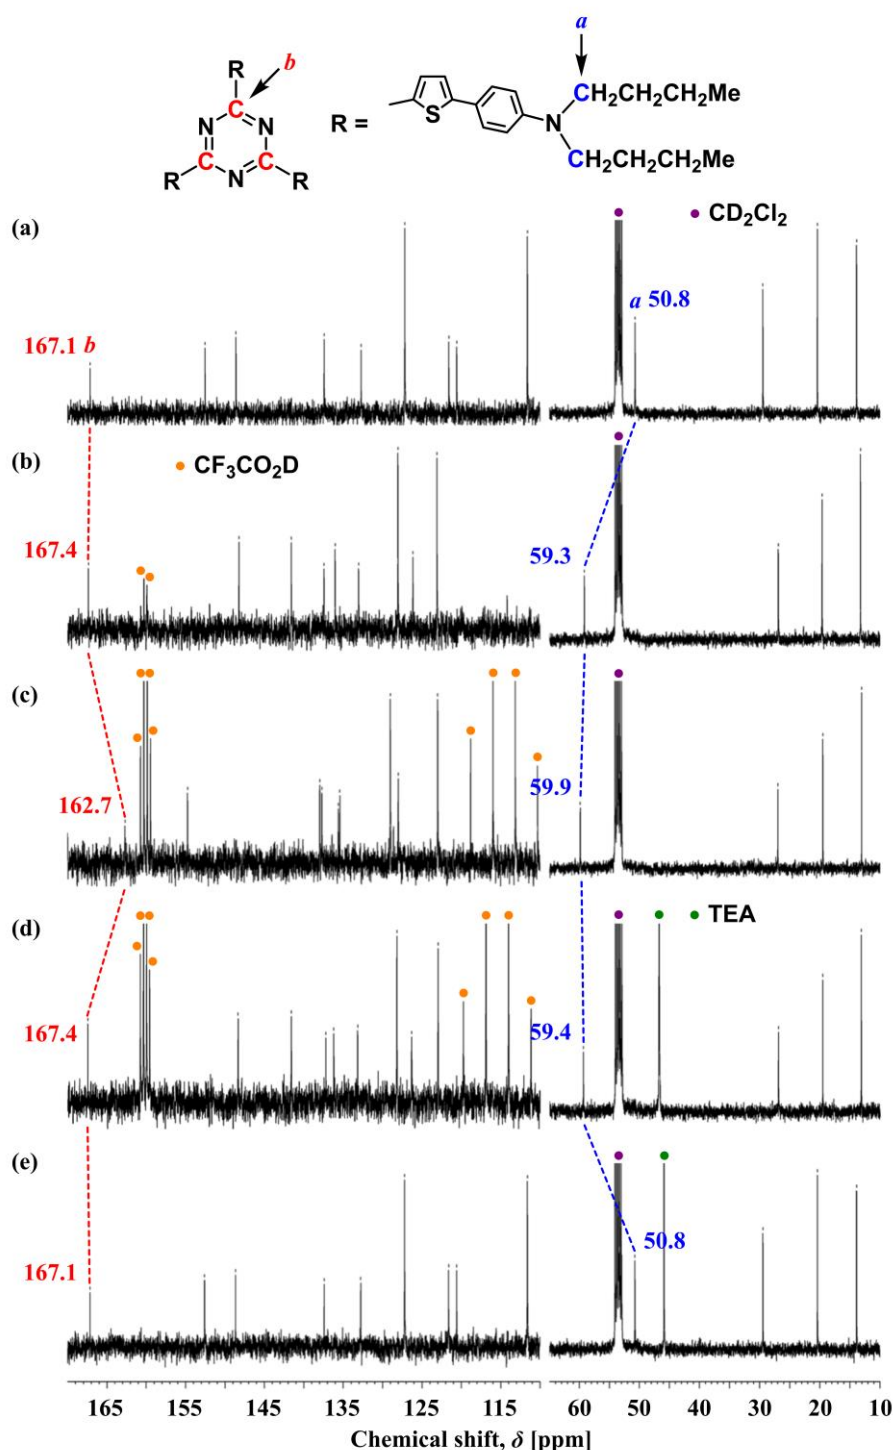 a
R
b
C
N
N
R =
S
N
CH2CH2CH2Me
CH2CH2CH2Me
C
C
N
R
R
(a)
CD2Cl2
a 50.8
167.1 b
(b)
CF3CO2D
167.4
59.3
(c)
162.7
59.9
(d)
TEA
167.4
59.4
(e)
167.1
50.8
165 155 145 135 125 115 60 50 40 30 20 10
Chemical shift, δ [ppm]